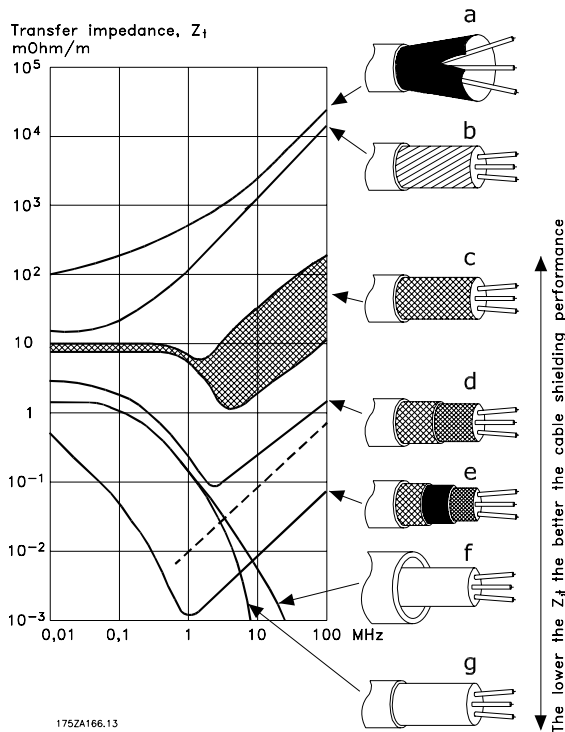 Transfer impedance, Zt
mOhm/m
10⁵
10⁴
10³
10²
10
1
10⁻¹
10⁻²
10⁻³
0,01 0,1 1 10 100 MHz
a
b
c
d
e
f
g
The lower the Zt the better the cable shielding performance
175ZA166.13